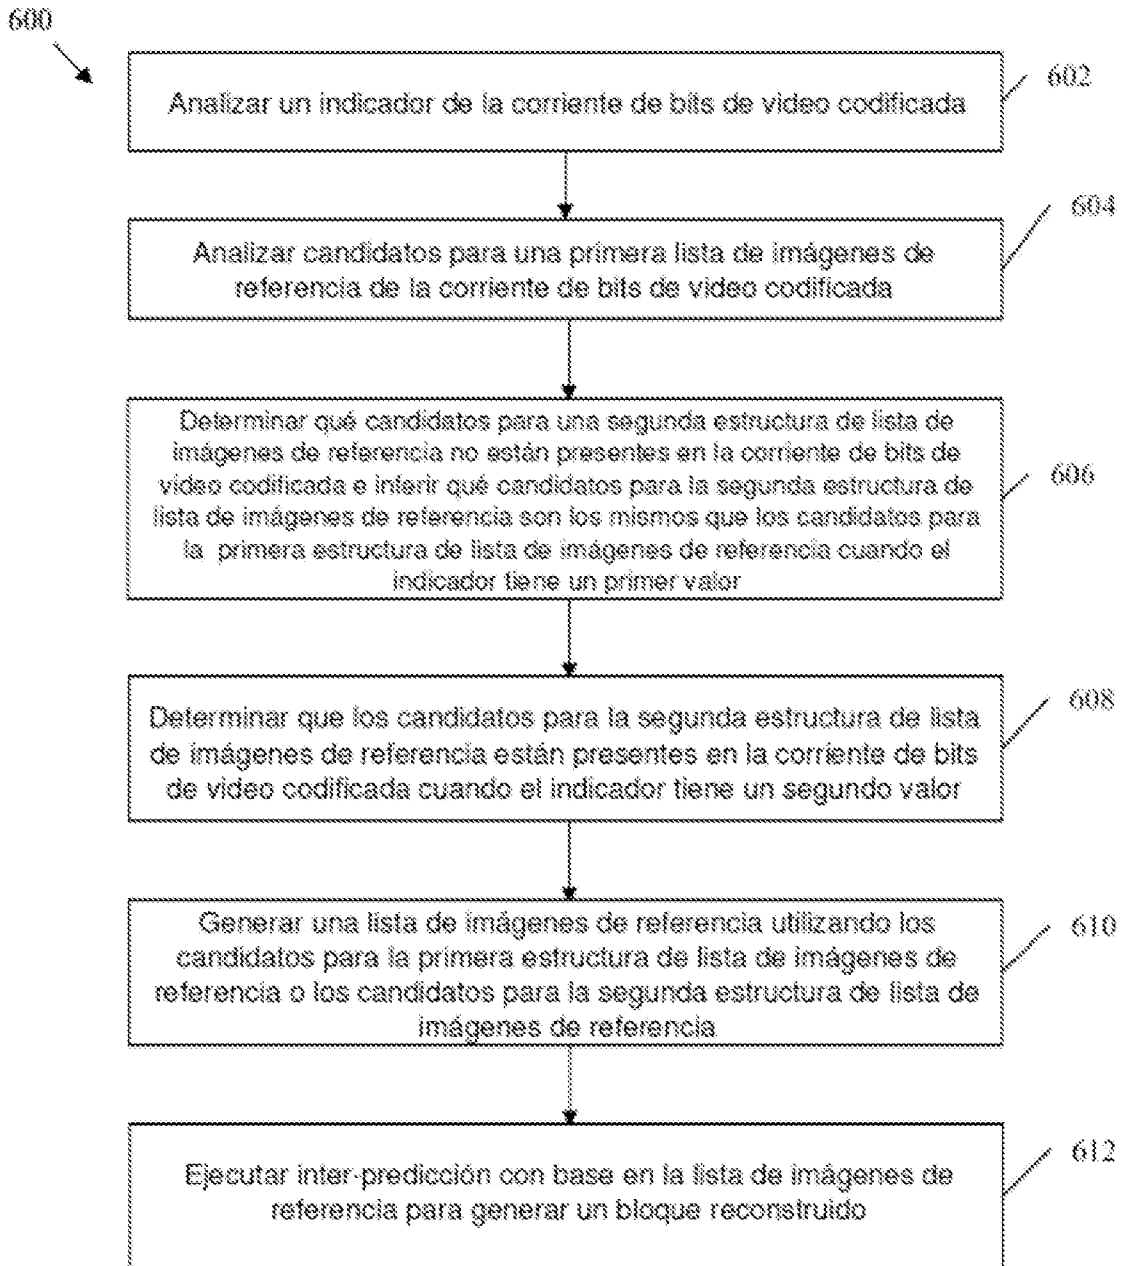 600
Analizar un indicador de la corriente de bits de video codificada
602
Analizar candidatos para una primera lista de imágenes de
referencia de la corriente de bits de video codificada
604
Determinar qué candidatos para una segunda estructura de lista de
imágenes de referencia no están presentes en la corriente de bits de
video codificada e inferir qué candidatos para la segunda estructura de
lista de imágenes de referencia son los mismos que los candidatos para
la primera estructura de lista de imágenes de referencia cuando el
indicador tiene un primer valor
606
Determinar que los candidatos para la segunda estructura de lista
de imágenes de referencia están presentes en la corriente de bits
de video codificada cuando el indicador tiene un segundo valor
608
Generar una lista de imágenes de referencia utilizando los
candidatos para la primera estructura de lista de imágenes de
referencia o los candidatos para la segunda estructura de lista de
imágenes de referencia
610
Ejecutar inter-predicción con base en la lista de imágenes de
referencia para generar un bloque reconstruido
612